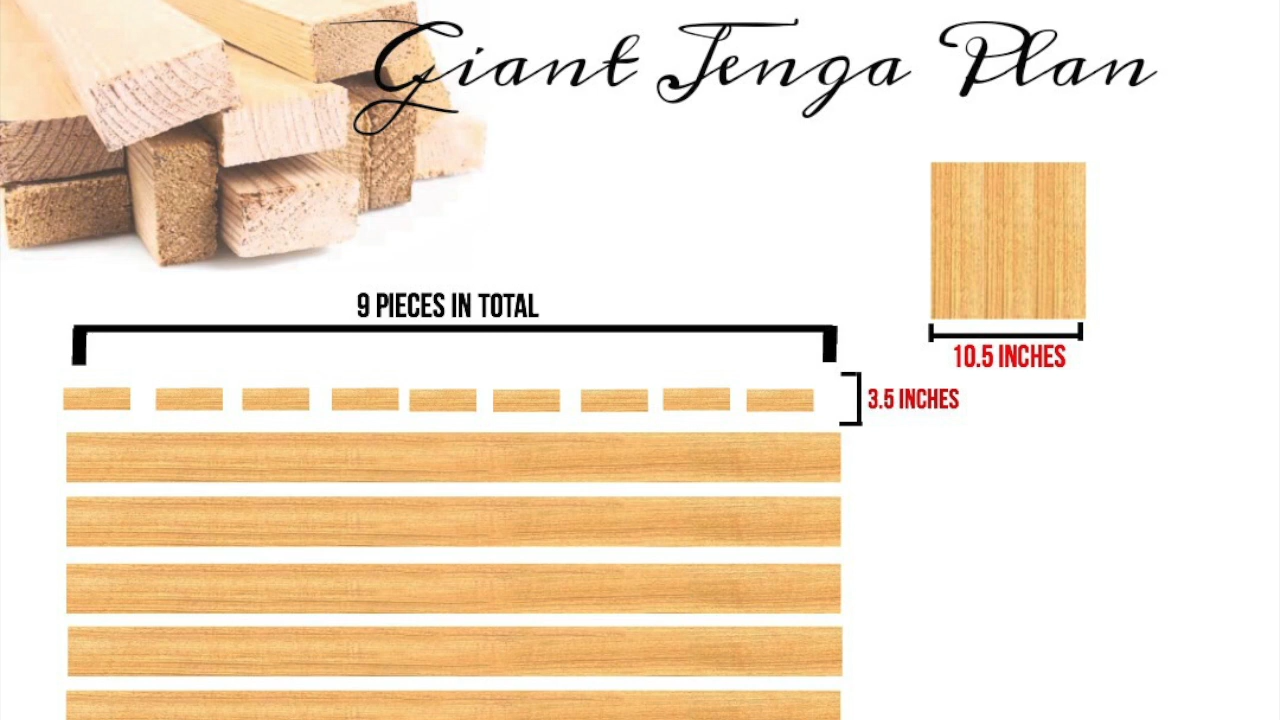 Giant Jenga Plan
9 PIECES IN TOTAL
10.5 INCHES
3.5 INCHES